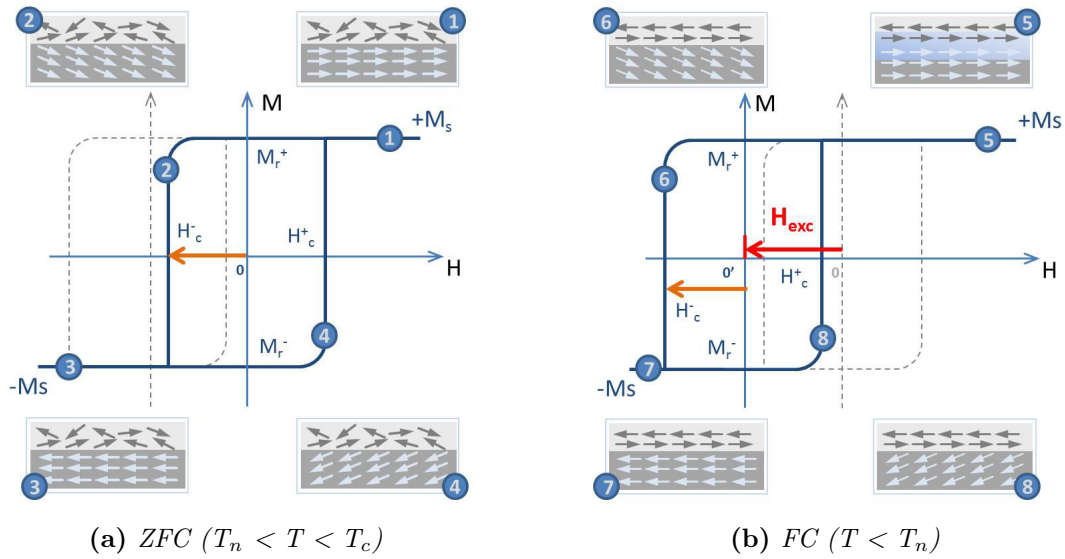 2
1
6
5
M
+Ms
1
Mr+
2
H-c
H+c
0
H
Mr-
4
3
-Ms
3
4
M
+Ms
5
Mr+
6
Hexc
0'
H+c
0
H
H-c
Mr-
8
7
-Ms
7
8
(a) ZFC (Tn < T < Tc)
(b) FC (T < Tn)